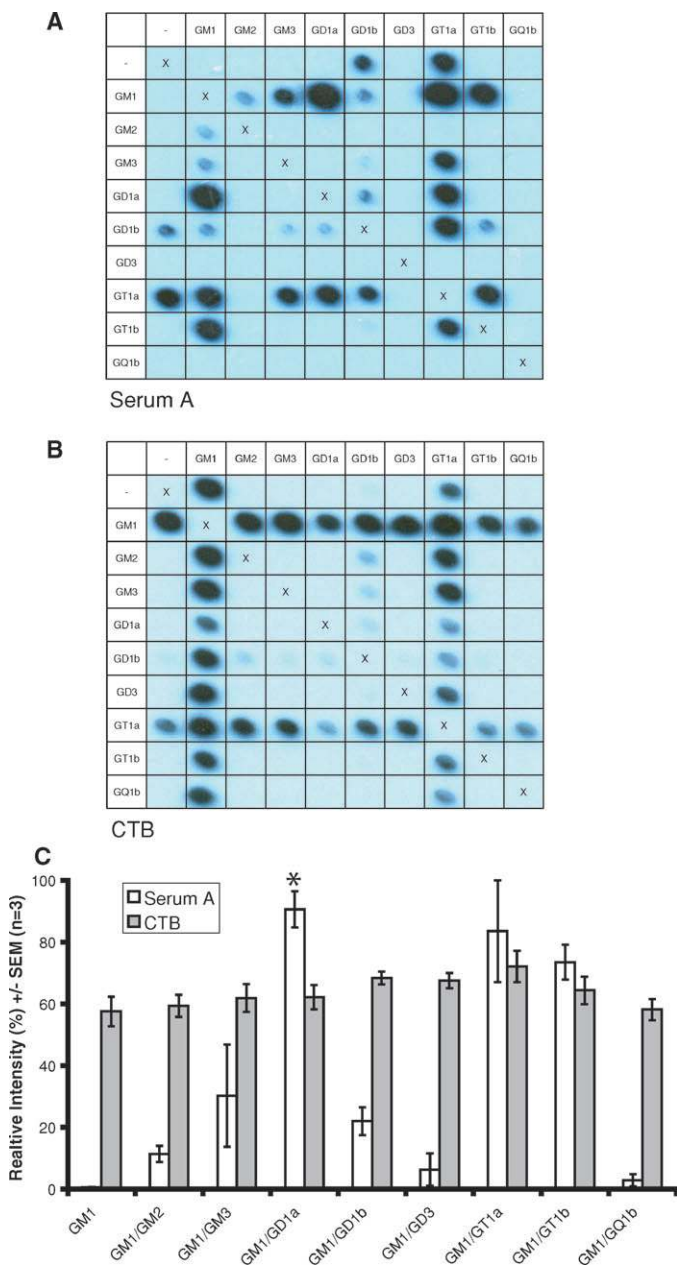 A
- GM1 GM2 GM3 GD1a GD1b GD3 GT1a GT1b GQ1b
- X
GM1 X
GM2 X
GM3 X
GD1a X
GD1b X
GD3 X
GT1a X
GT1b X
GQ1b X
Serum A
B
- GM1 GM2 GM3 GD1a GD1b GD3 GT1a GT1b GQ1b
- X
GM1 X
GM2 X
GM3 X
GD1a X
GD1b X
GD3 X
GT1a X
GT1b X
GQ1b X
CTB
C
Realtive Intensity (%) +/- SEM (n=3)
100
80
60
40
20
0
Serum A
CTB
*
GM1
GM1/GM2
GM1/GM3
GM1/GD1a
GM1/GD1b
GM1/GD3
GM1/GT1a
GM1/GT1b
GM1/GQ1b